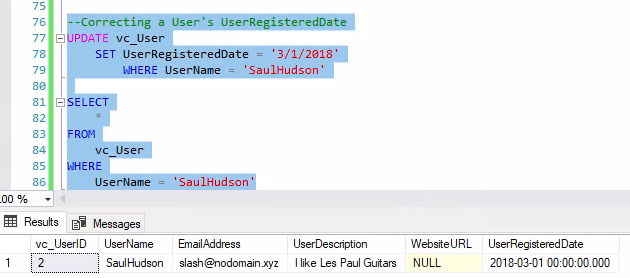 75
76 --Correcting a User's UserRegisteredDate
77 UPDATE vc_User
78 SET UserRegisteredDate = '3/1/2018'
79 WHERE UserName = 'SaulHudson'
80
81 SELECT
82 *
83 FROM
84 vc_User
85 WHERE
86 UserName = 'SaulHudson'
00 %
Results Messages
vc_UserID UserName EmailAddress UserDescription WebsiteURL UserRegisteredDate
1 2 SaulHudson slash@nodomain.xyz I like Les Paul Guitars NULL 2018-03-01 00:00:00.000